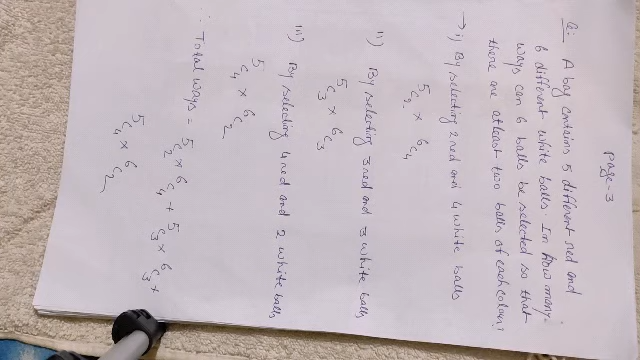 Page-3
Q: A bag contains 5 different red and
6 different white balls In how many
ways can 6 balls be selected so that
there are atleast two balls of each colour?
→ i) By selecting 2 red and 4 white balls
⁵C₂ × ⁶C₄
ii) By selecting 3 red and 3 white balls
⁵C₃ × ⁶C₃
iii) By selecting 4 red and 2 white balls
⁵C₄ × ⁶C₂
∴ Total ways = ⁵C₂ × ⁶C₄ + ⁵C₃ × ⁶C₃ +
⁵C₄ × ⁶C₂